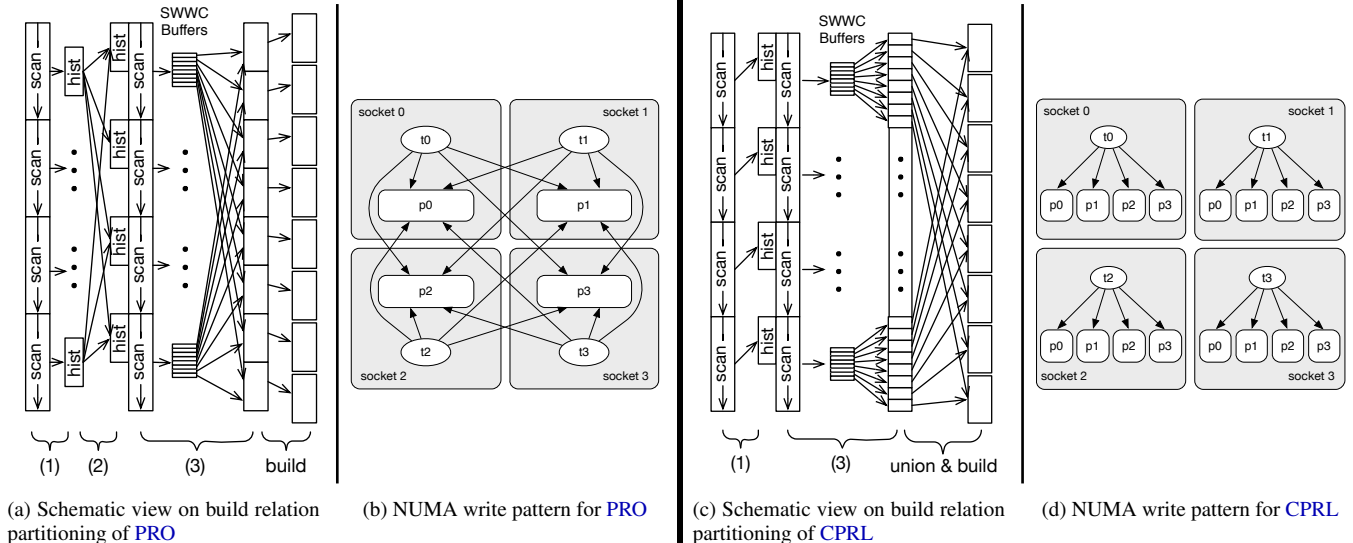 SWWC
Buffers
scan
scan
scan
scan
hist
hist
hist
hist
hist
hist
scan
scan
scan
scan
(1)
(2)
(3)
build
(a) Schematic view on build relation
partitioning of PRO
socket 0
socket 1
t0
t1
p0
p1
p2
p3
t2
t3
socket 2
socket 3
(b) NUMA write pattern for PRO
SWWC
Buffers
scan
scan
scan
scan
hist
hist
hist
hist
scan
scan
scan
scan
(1)
(3)
union & build
(c) Schematic view on build relation
partitioning of CPRL
socket 0
socket 1
t0
t1
p0 p1 p2 p3
p0 p1 p2 p3
t2
t3
p0 p1 p2 p3
p0 p1 p2 p3
socket 2
socket 3
(d) NUMA write pattern for CPRL